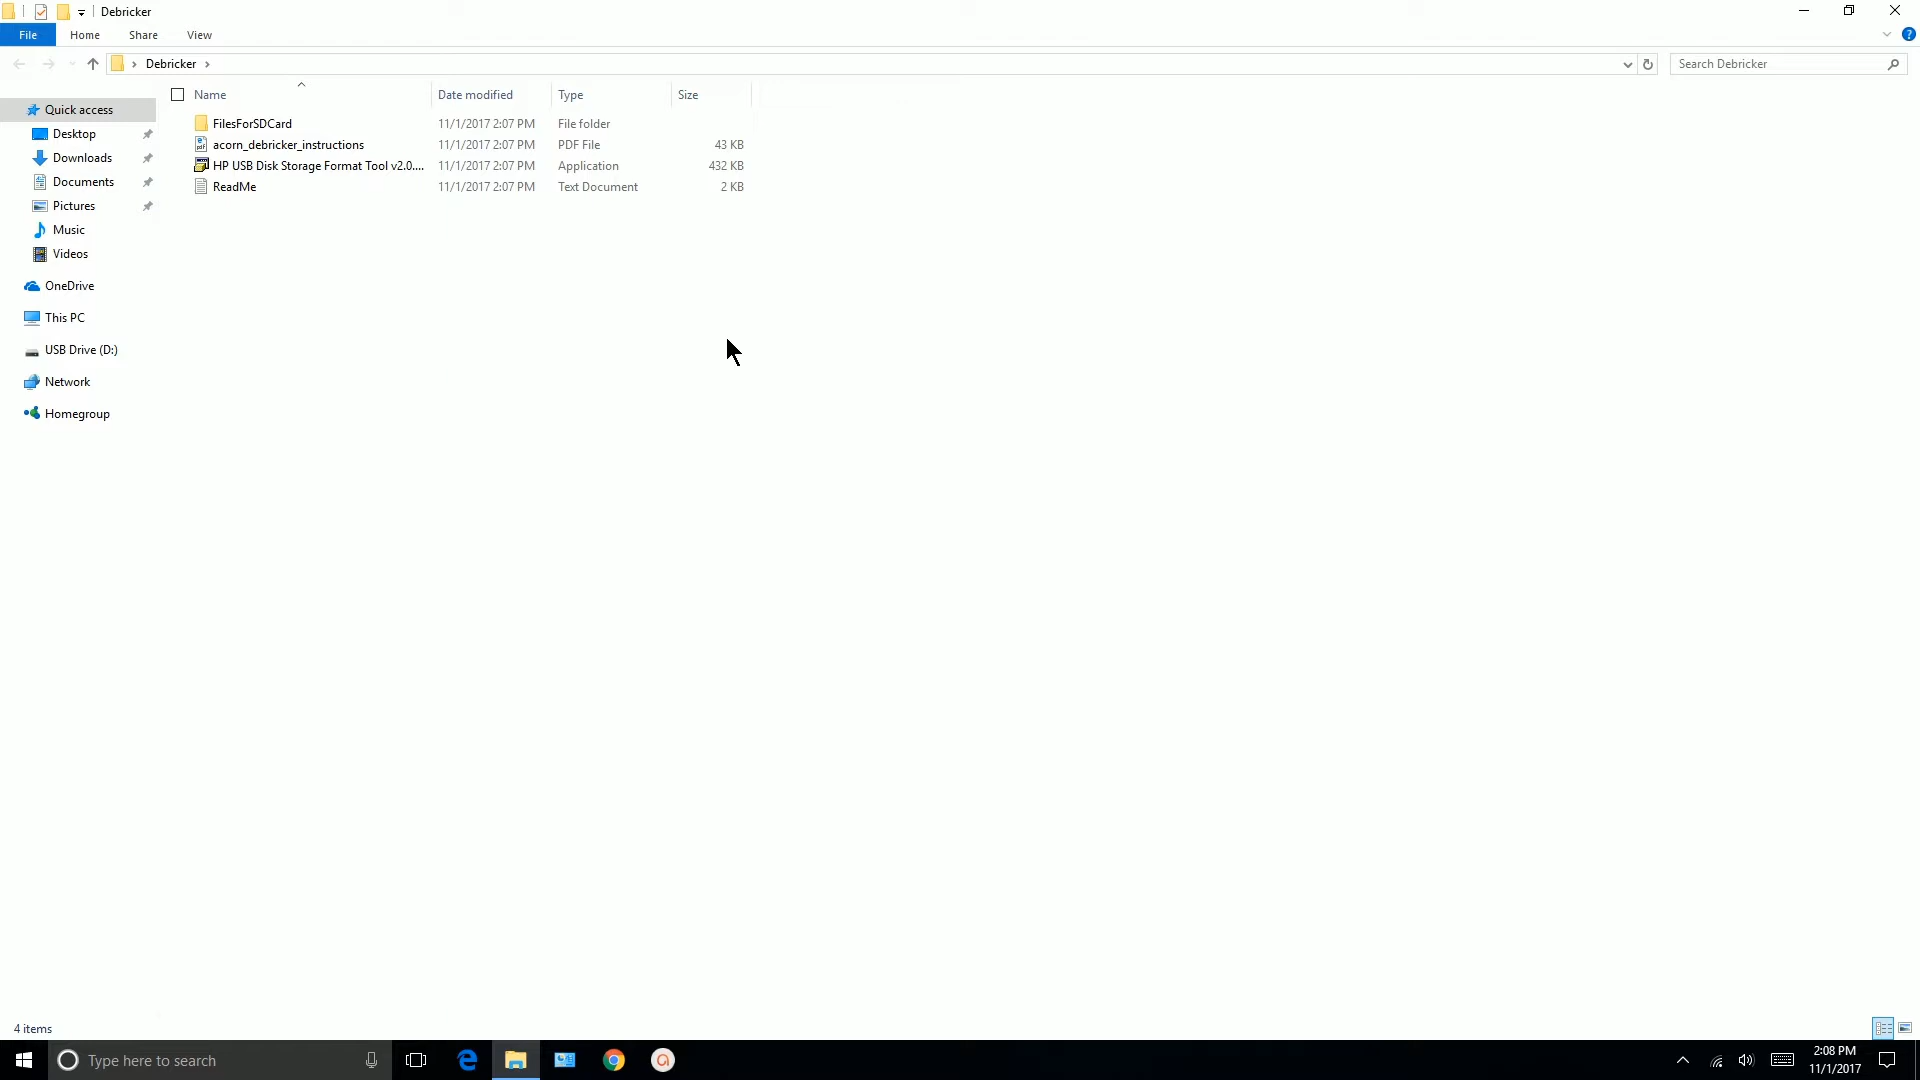 Debricker
File Home Share View
Debricker Search Debricker
Name Date modified Type Size
Quick access
Desktop
Downloads
Documents
Pictures
Music
Videos
OneDrive
This PC
USB Drive (D:)
Network
Homegroup
FilesForSDCard 11/1/2017 2:07 PM File folder
acorn_debricker_instructions 11/1/2017 2:07 PM PDF File 43 KB
HP USB Disk Storage Format Tool v2.0.... 11/1/2017 2:07 PM Application 432 KB
ReadMe 11/1/2017 2:07 PM Text Document 2 KB
4 items
Type here to search
2:08 PM
11/1/2017